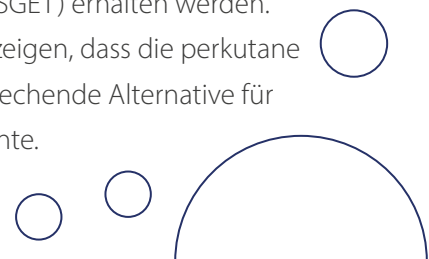 SGET) erhalten werden.
zeigen, dass die perkutane
echende Alternative für
nte.